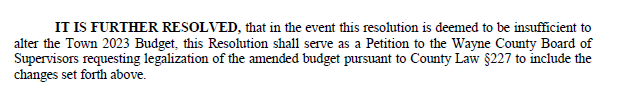 IT IS FURTHER RESOLVED, that in the event this resolution is deemed to be insufficient to
alter the Town 2023 Budget, this Resolution shall serve as a Petition to the Wayne County Board of
Supervisors requesting legalization of the amended budget pursuant to County Law §227 to include the
changes set forth above.